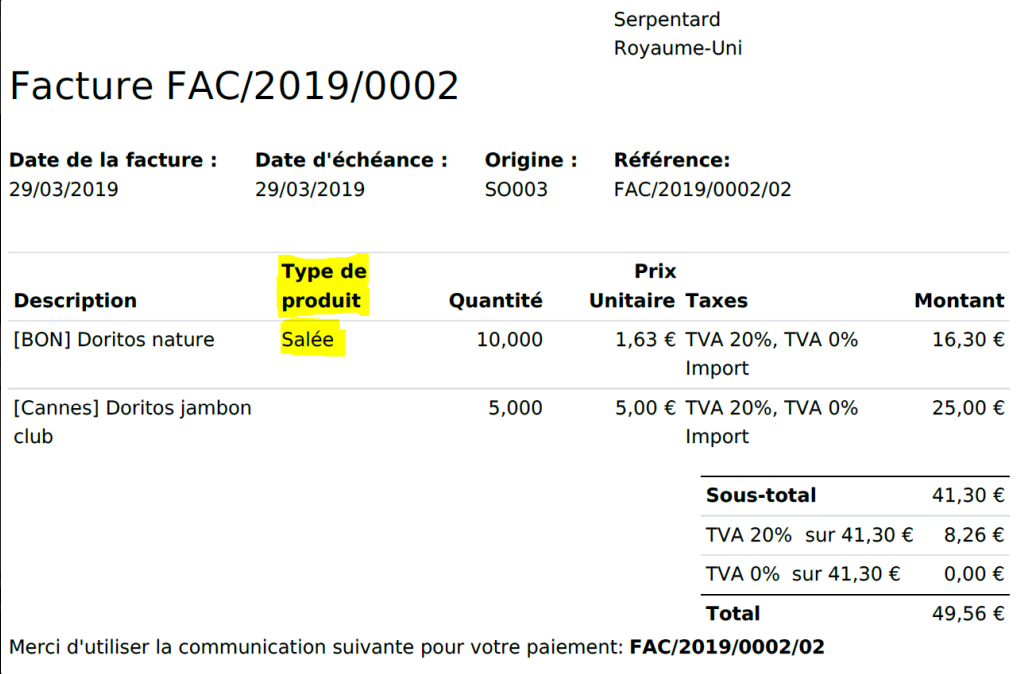 Serpentard
Royaume-Uni
Facture FAC/2019/0002
Date de la facture : Date d'échéance : Origine : Référence:
29/03/2019 29/03/2019 SO003 FAC/2019/0002/02
Type de Prix
Description produit Quantité Unitaire Taxes Montant
[BON] Doritos nature Salée 10,000 1,63 € TVA 20%, TVA 0% 16,30 €
Import
[Cannes] Doritos jambon 5,000 5,00 € TVA 20%, TVA 0% 25,00 €
club Import
Sous-total 41,30 €
TVA 20% sur 41,30 € 8,26 €
TVA 0% sur 41,30 € 0,00 €
Total 49,56 €
Merci d'utiliser la communication suivante pour votre paiement: FAC/2019/0002/02